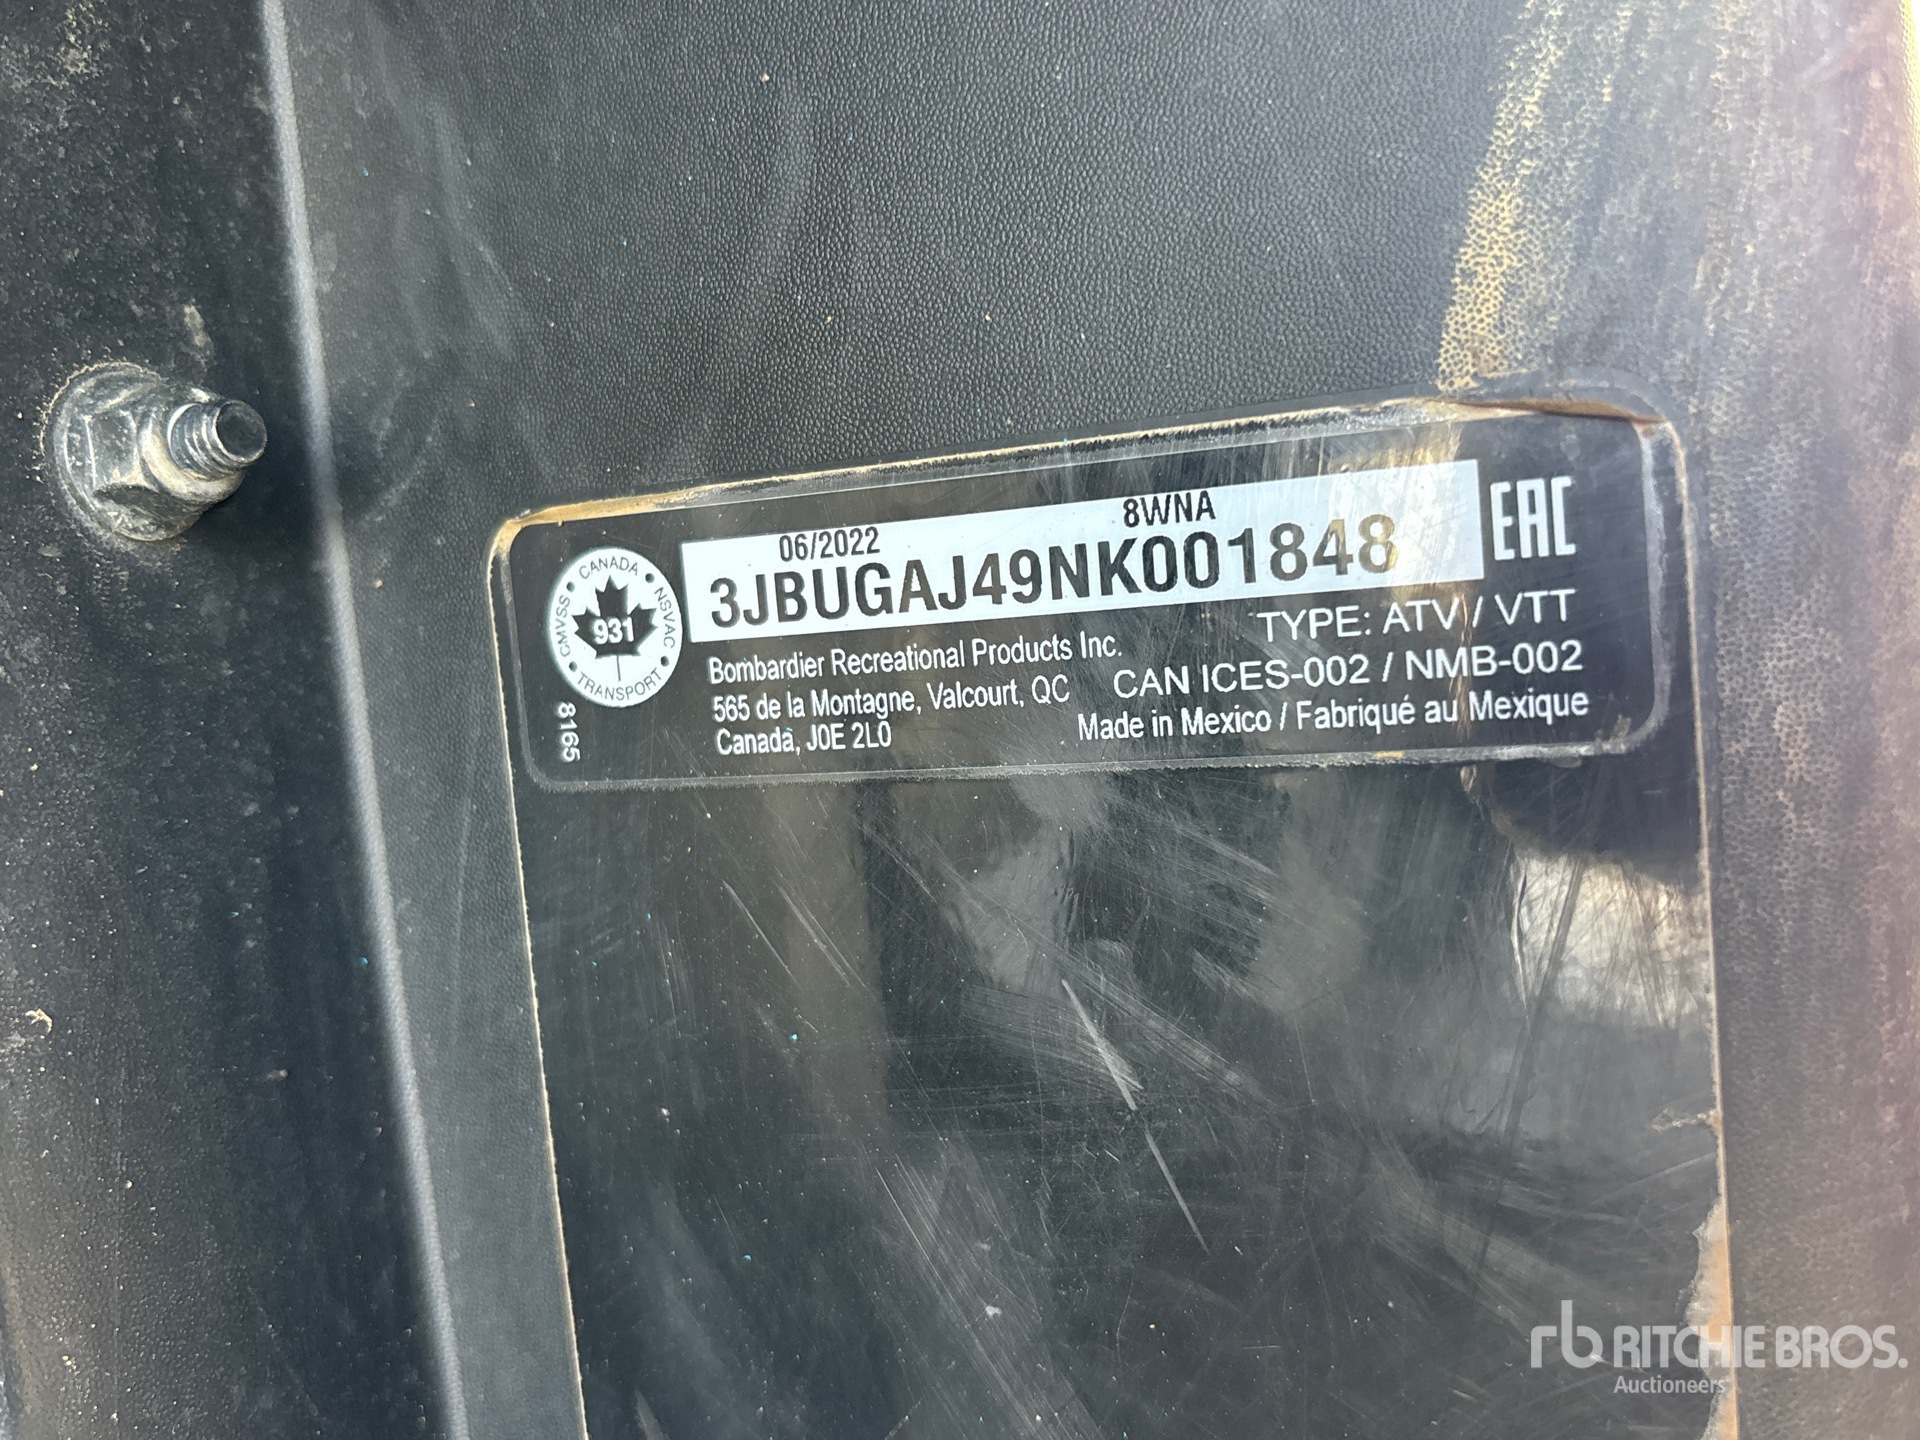 06/2022 8WNA
3JBUGAJ49NK001848
EAC
CANADA • NSVAC • TRANSPORT • CMVSS •
931
8165
Bombardier Recreational Products Inc.
565 de la Montagne, Valcourt, QC
Canada, J0E 2L0
TYPE: ATV / VTT
CAN ICES-002 / NMB-002
Made in Mexico / Fabriqué au Mexique
rb RITCHIE BROS.
Auctioneers